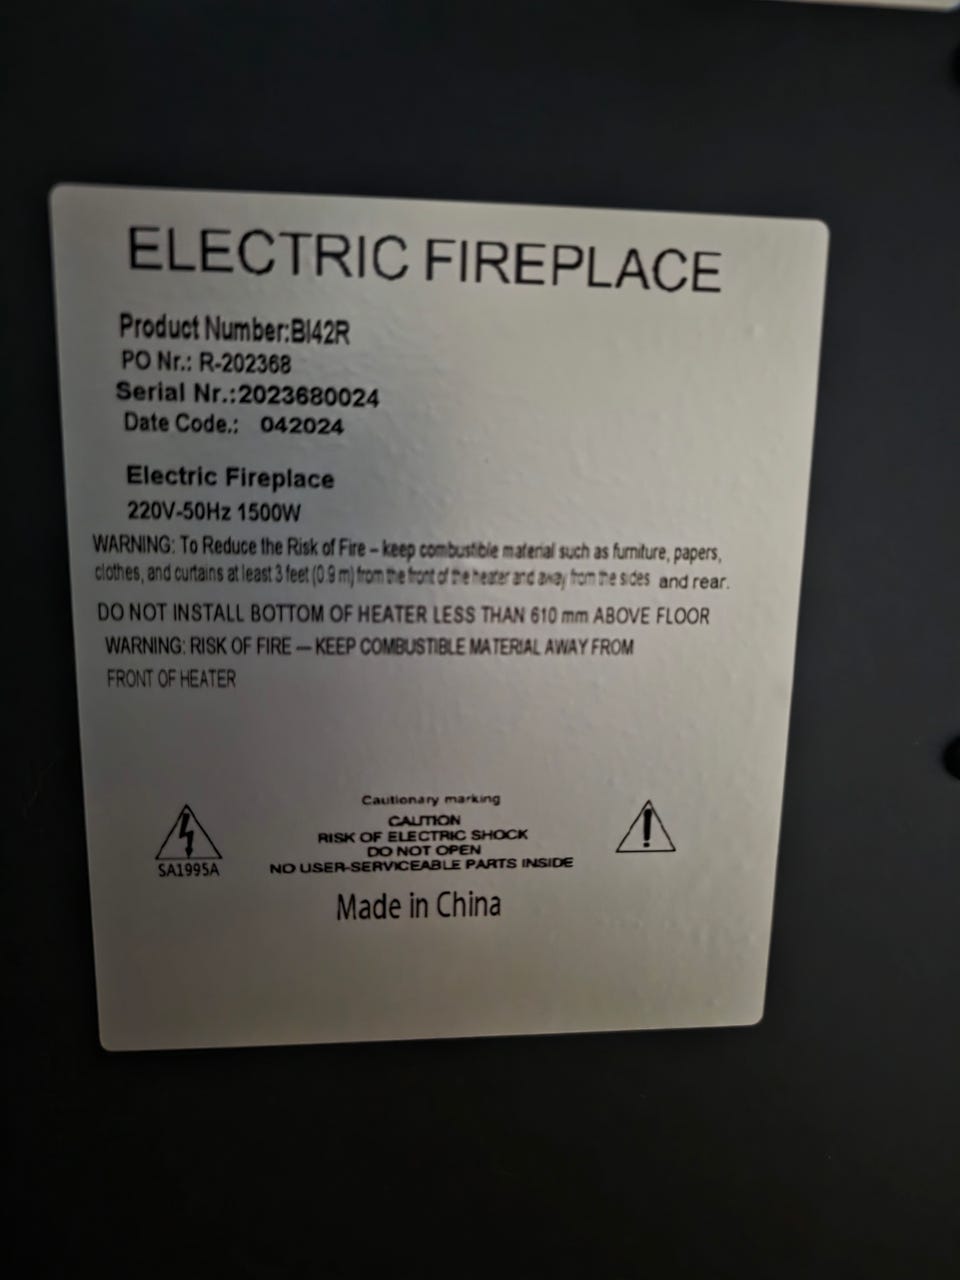 ELECTRIC FIREPLACE
Product Number:BI42R
PO Nr.: R-202368
Serial Nr.:2023680024
Date Code.: 042024
Electric Fireplace
220V-50Hz 1500W
WARNING: To Reduce the Risk of Fire – keep combustible material such as furniture, papers,
clothes, and curtains at least 3 feet (0.9 m) from the front of the heater and away from the sides and rear.
DO NOT INSTALL BOTTOM OF HEATER LESS THAN 610 mm ABOVE FLOOR
WARNING: RISK OF FIRE — KEEP COMBUSTIBLE MATERIAL AWAY FROM
FRONT OF HEATER
Cautionary marking
CAUTION
RISK OF ELECTRIC SHOCK
DO NOT OPEN
NO USER-SERVICEABLE PARTS INSIDE
SA1995A
!
Made in China